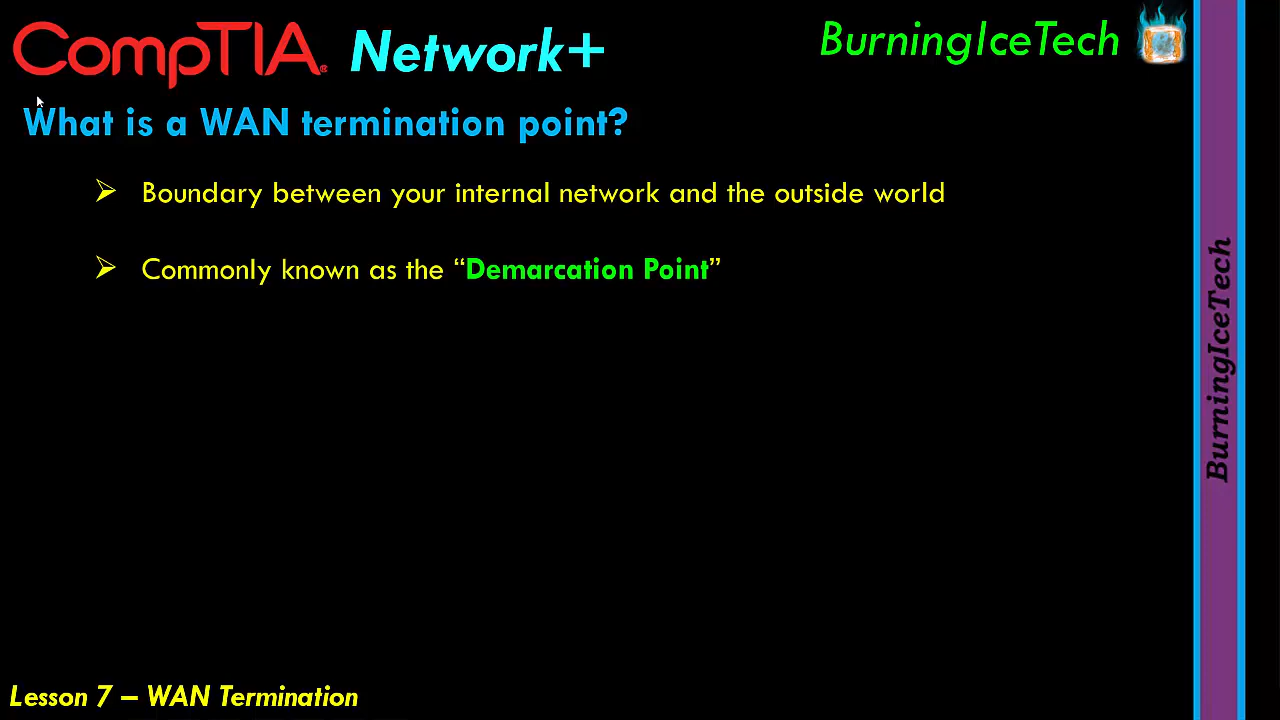 CompTIA® Network+
BurningIceTech
What is a WAN termination point?
➢ Boundary between your internal network and the outside world
➢ Commonly known as the “Demarcation Point”
BurningIceTech
Lesson 7 – WAN Termination